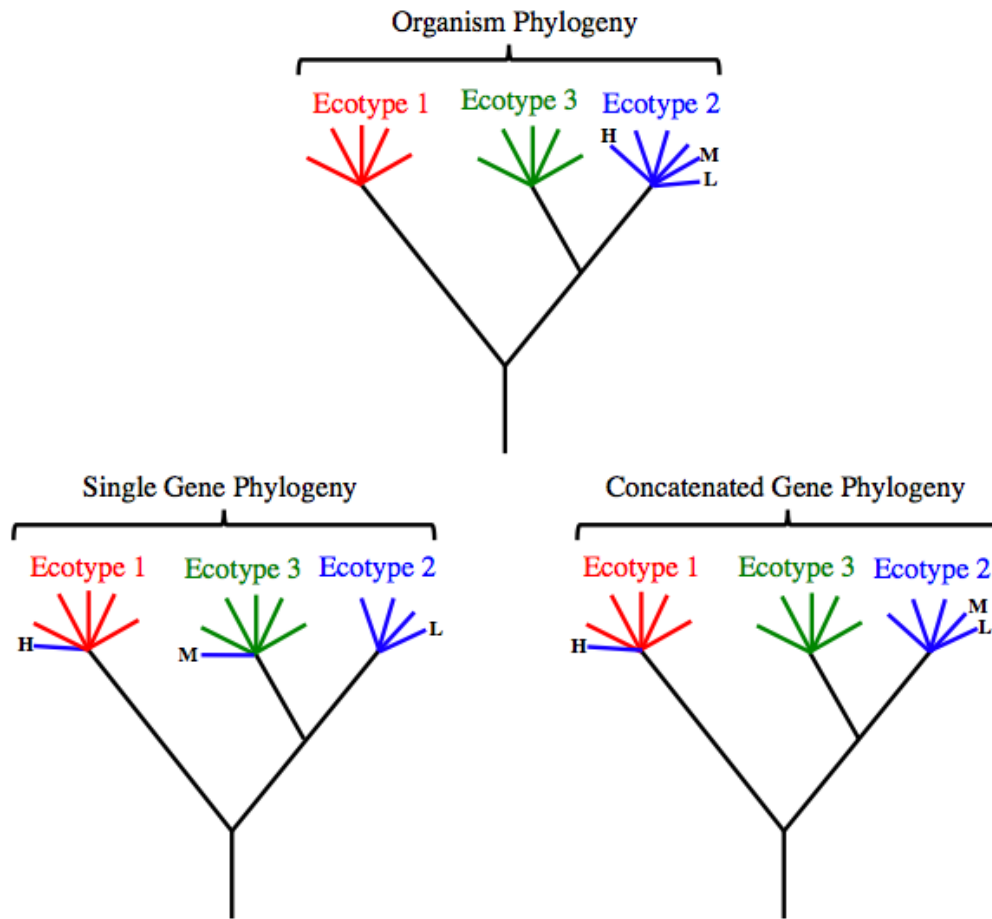 Organism Phylogeny
Ecotype 1 Ecotype 3 Ecotype 2
H
M
L
Single Gene Phylogeny
Ecotype 1 Ecotype 3 Ecotype 2
H
M
L
Concatenated Gene Phylogeny
Ecotype 1 Ecotype 3 Ecotype 2
H
M
L